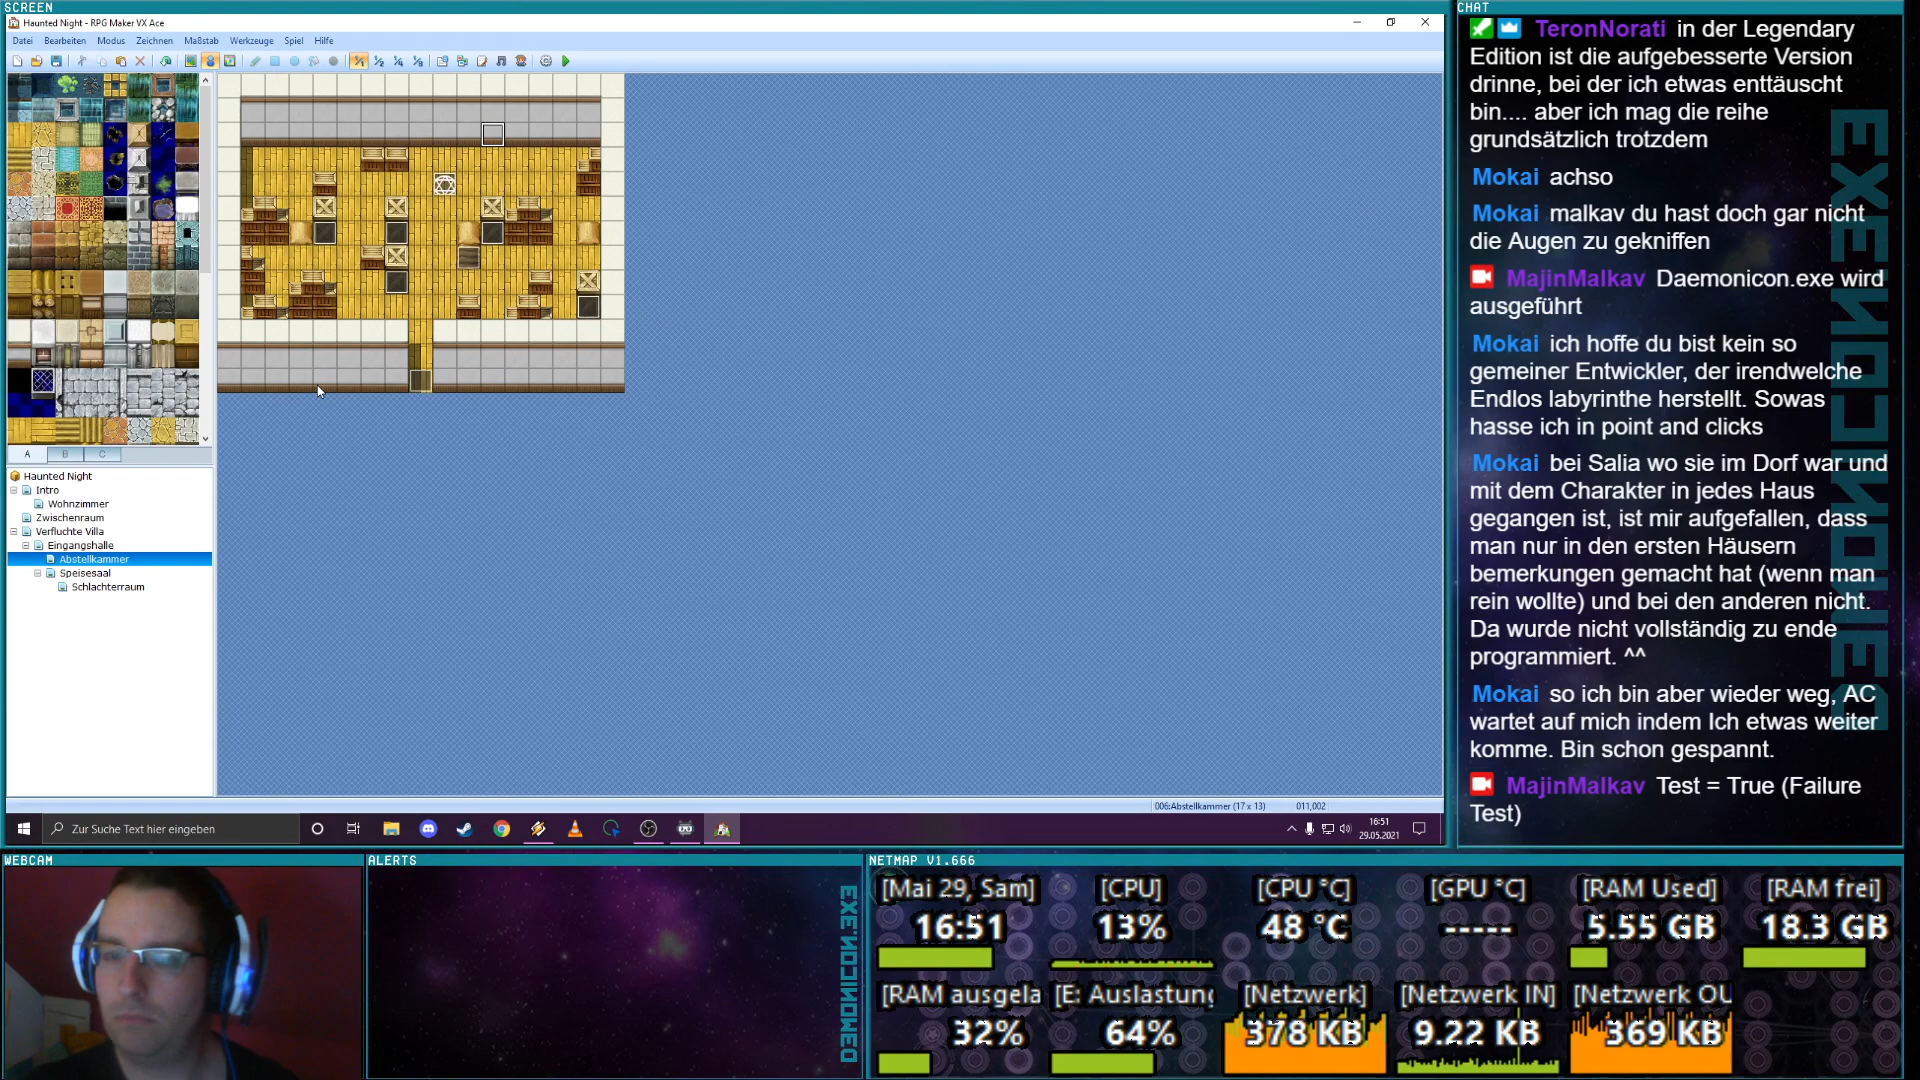 SCREEN
Haunted Night - RPG Maker VX Ace
Datei Bearbeiten Modus Zeichnen Maßstab Werkzeuge Spiel Hilfe
A B C
Haunted Night
Intro
Wohnzimmer
Zwischenraum
Verfluchte Villa
Eingangshalle
Abstellkammer
Speisesaal
Schlachterraum
006:Abstellkammer (17 x 13) 011,002
Zur Suche Text hier eingeben
16:51
29.05.2021
CHAT
TeronNorati in der Legendary
Edition ist die aufgebesserte Version
drinne, bei der ich etwas enttäuscht
bin.... aber ich mag die reihe
grundsätzlich trotzdem
Mokai achso
Mokai malkav du hast doch gar nicht
die Augen zu gekniffen
MajinMalkav Daemonicon.exe wird
ausgeführt
Mokai ich hoffe du bist kein so
gemeiner Entwickler, der irendwelche
Endlos labyrinthe herstellt. Sowas
hasse ich in point and clicks
Mokai bei Salia wo sie im Dorf war und
mit dem Charakter in jedes Haus
gegangen ist, ist mir aufgefallen, dass
man nur in den ersten Häusern
bemerkungen gemacht hat (wenn man
rein wollte) und bei den anderen nicht.
Da wurde nicht vollständig zu ende
programmiert. ^^
Mokai so ich bin aber wieder weg, AC
wartet auf mich indem Ich etwas weiter
komme. Bin schon gespannt.
MajinMalkav Test = True (Failure
Test)
WEBCAM
ALERTS
NETMAP V1.666
[Mai 29, Sam] [CPU] [CPU °C] [GPU °C] [RAM Used] [RAM frei]
16:51 13% 48 °C ----- 5.55 GB 18.3 GB
[RAM ausgela [E: Auslastung [Netzwerk] [Netzwerk IN] [Netzwerk OU
32% 64% 378 KB 9.22 KB 369 KB